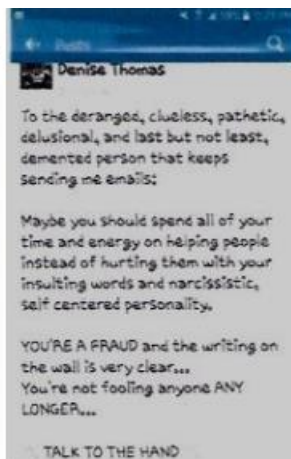 Posts
Denise Thomas
To the deranged, clueless, pathetic,
delusional, and last but not least,
demented person that keeps
sending me emails:
Maybe you should spend all of your
time and energy on helping people
instead of hurting them with your
insulting words and narcissistic,
self centered personality.
YOU'RE A FRAUD and the writing on
the wall is very clear...
You're not fooling anyone ANY
LONGER...
TALK TO THE HAND